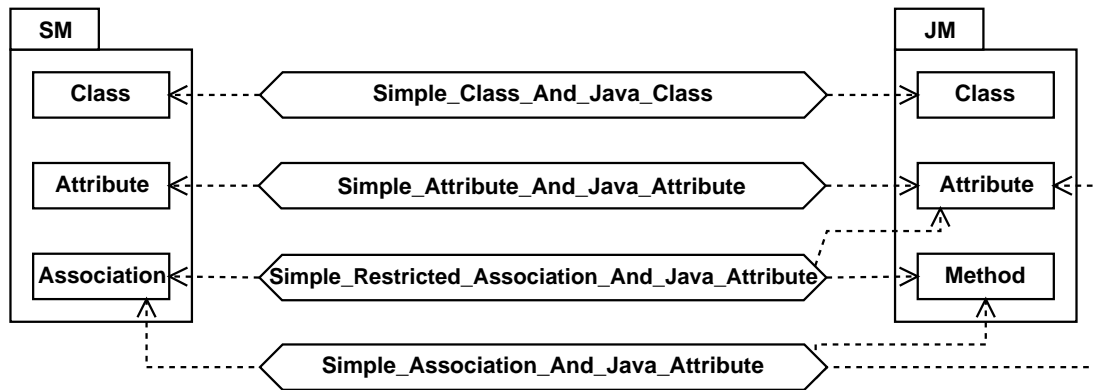 SM
JM
Class
Simple_Class_And_Java_Class
Class
Attribute
Simple_Attribute_And_Java_Attribute
Attribute
Association
Simple_Restricted_Association_And_Java_Attribute
Method
Simple_Association_And_Java_Attribute